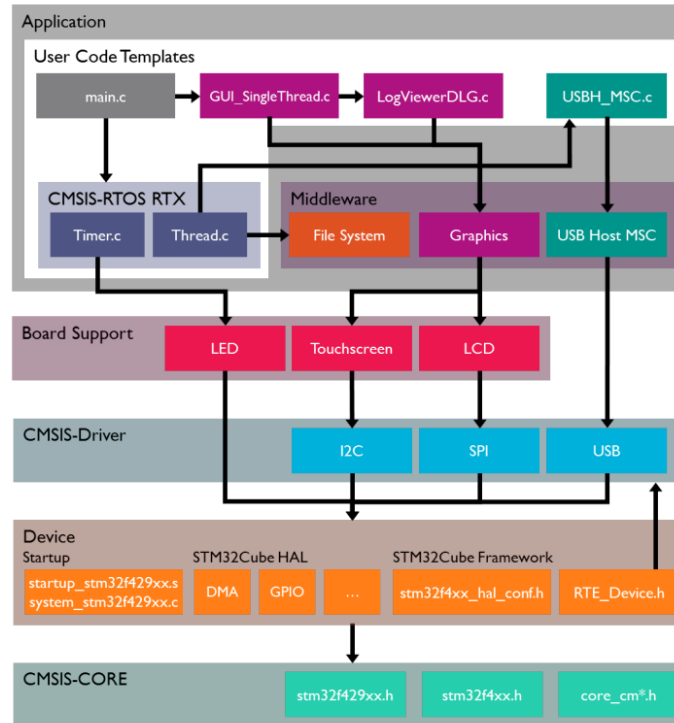 Application
User Code Templates
main.c
GUI_SingleThread.c
LogViewerDLG.c
USBH_MSC.c
CMSIS-RTOS RTX
Timer.c
Thread.c
Middleware
File System
Graphics
USB Host MSC
Board Support
LED
Touchscreen
LCD
CMSIS-Driver
I2C
SPI
USB
Device
Startup
startup_stm32f429xx.s
system_stm32f429xx.c
STM32Cube HAL
DMA
GPIO
...
STM32Cube Framework
stm32f4xx_hal_conf.h
RTE_Device.h
CMSIS-CORE
stm32f429xx.h
stm32f4xx.h
core_cm*.h